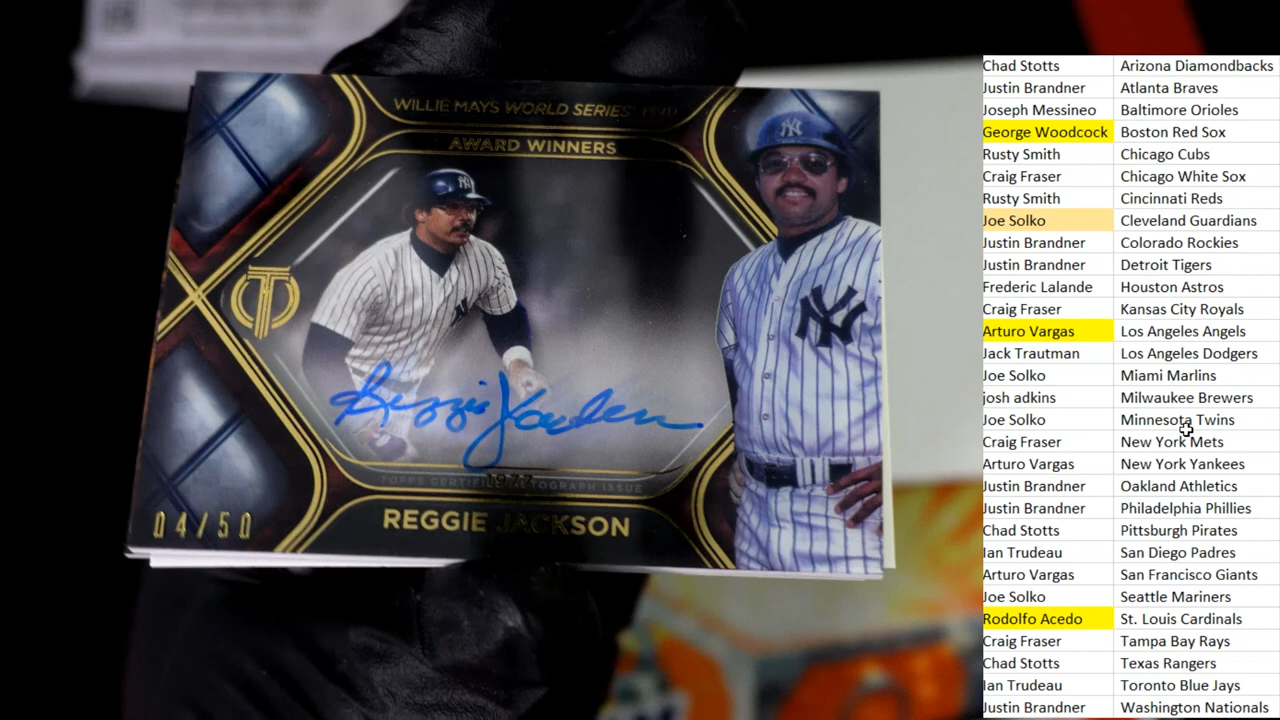 WILLIE MAYS WORLD SERIES MVP
AWARD WINNERS
Reggie Jackson
1977
TOPPS CERTIFIED AUTOGRAPH ISSUE
REGGIE JACKSON
04/50
Chad Stotts Arizona Diamondbacks
Justin Brandner Atlanta Braves
Joseph Messineo Baltimore Orioles
George Woodcock Boston Red Sox
Rusty Smith Chicago Cubs
Craig Fraser Chicago White Sox
Rusty Smith Cincinnati Reds
Joe Solko Cleveland Guardians
Justin Brandner Colorado Rockies
Justin Brandner Detroit Tigers
Frederic Lalande Houston Astros
Craig Fraser Kansas City Royals
Arturo Vargas Los Angeles Angels
Jack Trautman Los Angeles Dodgers
Joe Solko Miami Marlins
josh adkins Milwaukee Brewers
Joe Solko Minnesota Twins
Craig Fraser New York Mets
Arturo Vargas New York Yankees
Justin Brandner Oakland Athletics
Justin Brandner Philadelphia Phillies
Chad Stotts Pittsburgh Pirates
Ian Trudeau San Diego Padres
Arturo Vargas San Francisco Giants
Joe Solko Seattle Mariners
Rodolfo Acedo St. Louis Cardinals
Craig Fraser Tampa Bay Rays
Chad Stotts Texas Rangers
Ian Trudeau Toronto Blue Jays
Justin Brandner Washington Nationals